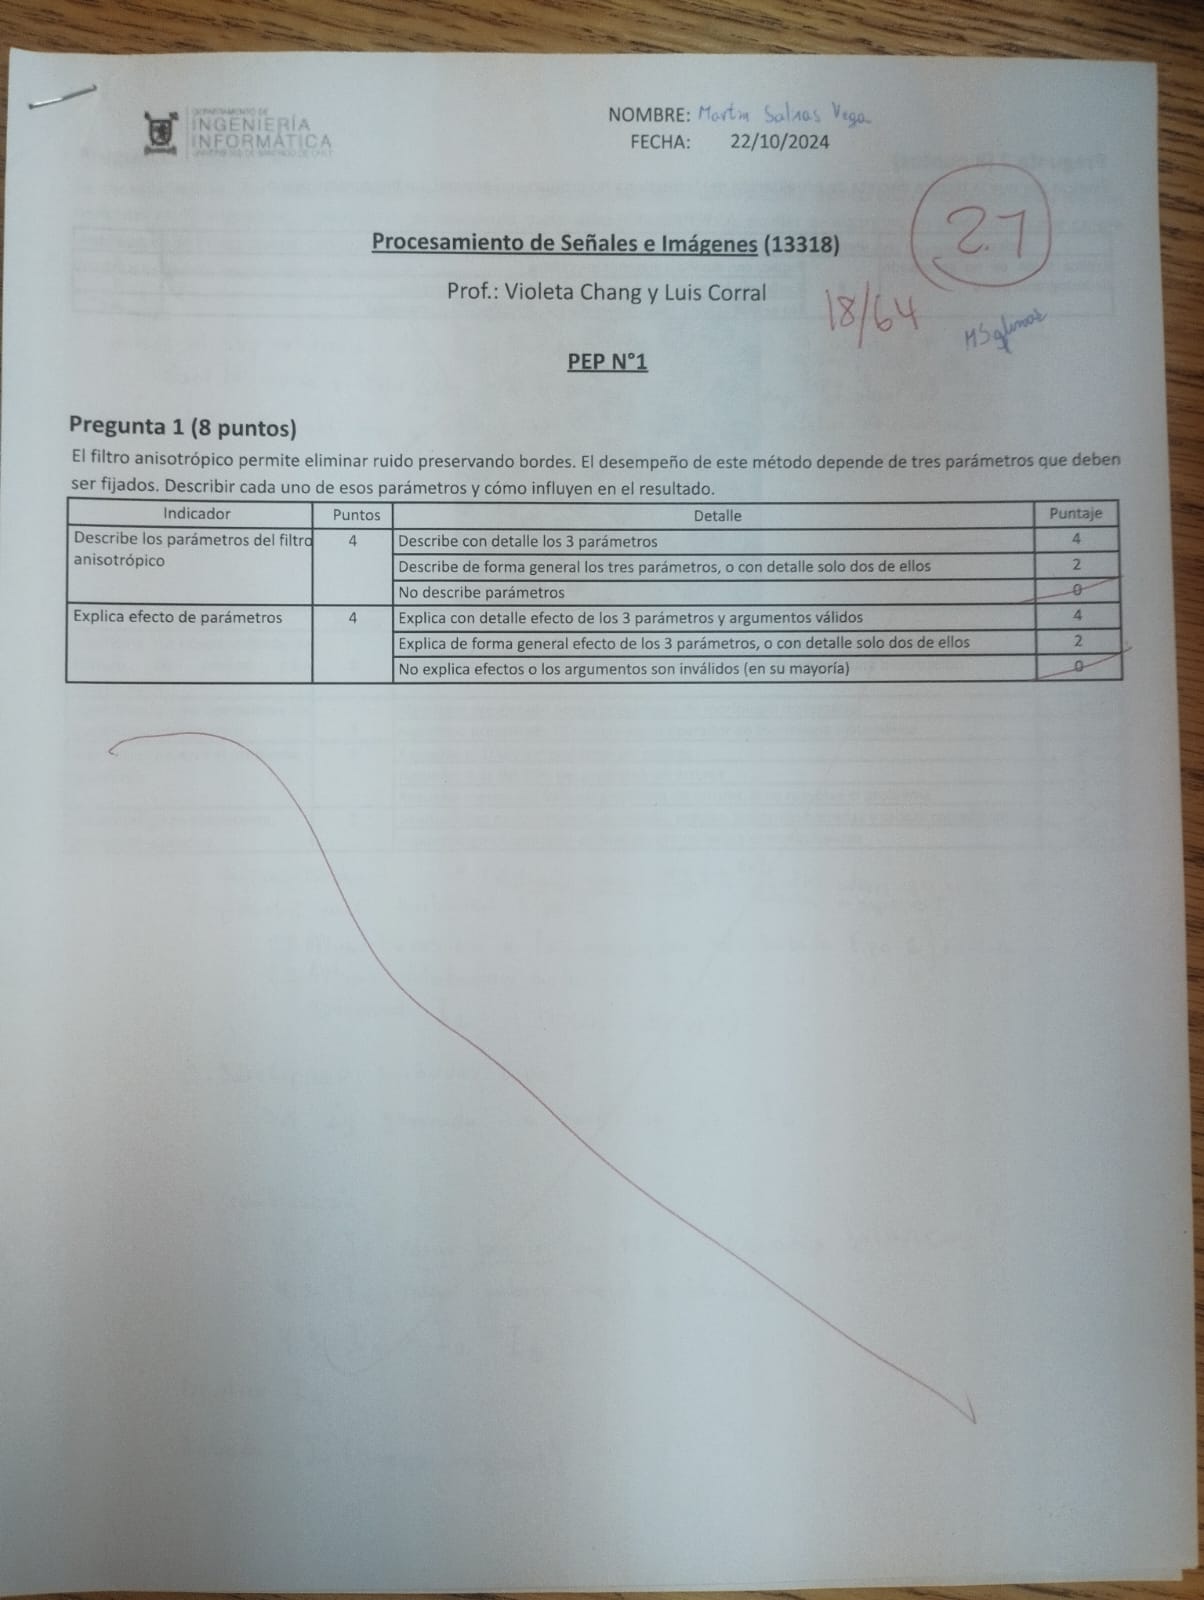 DEPARTAMENTO DE
INGENIERÍA
INFORMÁTICA
UNIVERSIDAD DE SANTIAGO DE CHILE
NOMBRE: Martin Salinas Vega
FECHA: 22/10/2024
2.1
Procesamiento de Señales e Imágenes (13318)
Prof.: Violeta Chang y Luis Corral
18/64
MSalinas
PEP N°1
Pregunta 1 (8 puntos)
El filtro anisotrópico permite eliminar ruido preservando bordes. El desempeño de este método depende de tres parámetros que deben
ser fijados. Describir cada uno de esos parámetros y cómo influyen en el resultado.
Indicador Puntos Detalle Puntaje
Describe los parámetros del filtro anisotrópico 4 Describe con detalle los 3 parámetros 4
Describe de forma general los tres parámetros, o con detalle solo dos de ellos 2
No describe parámetros 0
Explica efecto de parámetros 4 Explica con detalle efecto de los 3 parámetros y argumentos válidos 4
Explica de forma general efecto de los 3 parámetros, o con detalle solo dos de ellos 2
No explica efectos o los argumentos son inválidos (en su mayoría) 0